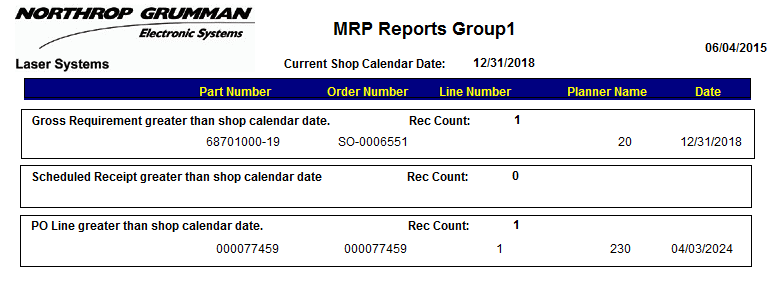 NORTHROP GRUMMAN
Electronic Systems
MRP Reports Group1
06/04/2015
Laser Systems
Current Shop Calendar Date: 12/31/2018
Part Number Order Number Line Number Planner Name Date
Gross Requirement greater than shop calendar date. Rec Count: 1
68701000-19 SO-0006551 20 12/31/2018
Scheduled Receipt greater than shop calendar date Rec Count: 0
PO Line greater than shop calendar date. Rec Count: 1
000077459 000077459 1 230 04/03/2024